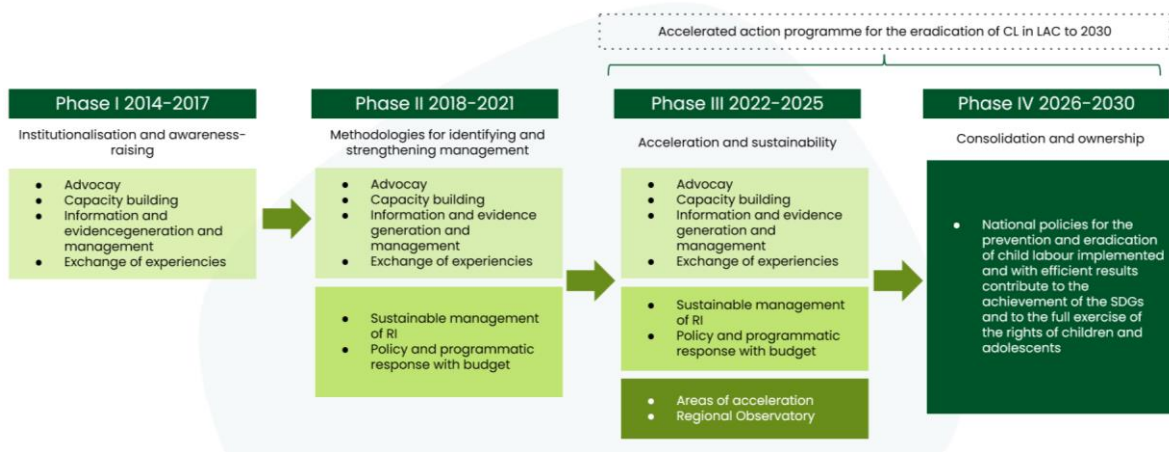 Accelerated action programme for the eradication of CL in LAC to 2030
Phase I 2014-2017
Institutionalisation and awareness-
raising
● Advocay
● Capacity building
● Information and
evidencegeneration and
management
● Exchange of experiencies
Phase II 2018-2021
Methodologies for identifying and
strengthening management
● Advocay
● Capacity building
● Information and evidence
generation and
management
● Exchange of experiencies
● Sustainable management
of RI
● Policy and programmatic
response with budget
Phase III 2022-2025
Acceleration and sustainability
● Advocay
● Capacity building
● Information and evidence
generation and
management
● Exchange of experiencies
● Sustainable management
of RI
● Policy and programmatic
response with budget
● Areas of acceleration
● Regional Observatory
Phase IV 2026-2030
Consolidation and ownership
● National policies for the
prevention and eradication
of child labour implemented
and with efficient results
contribute to the
achievement of the SDGs
and to the full exercise of
the rights of children and
adolescents